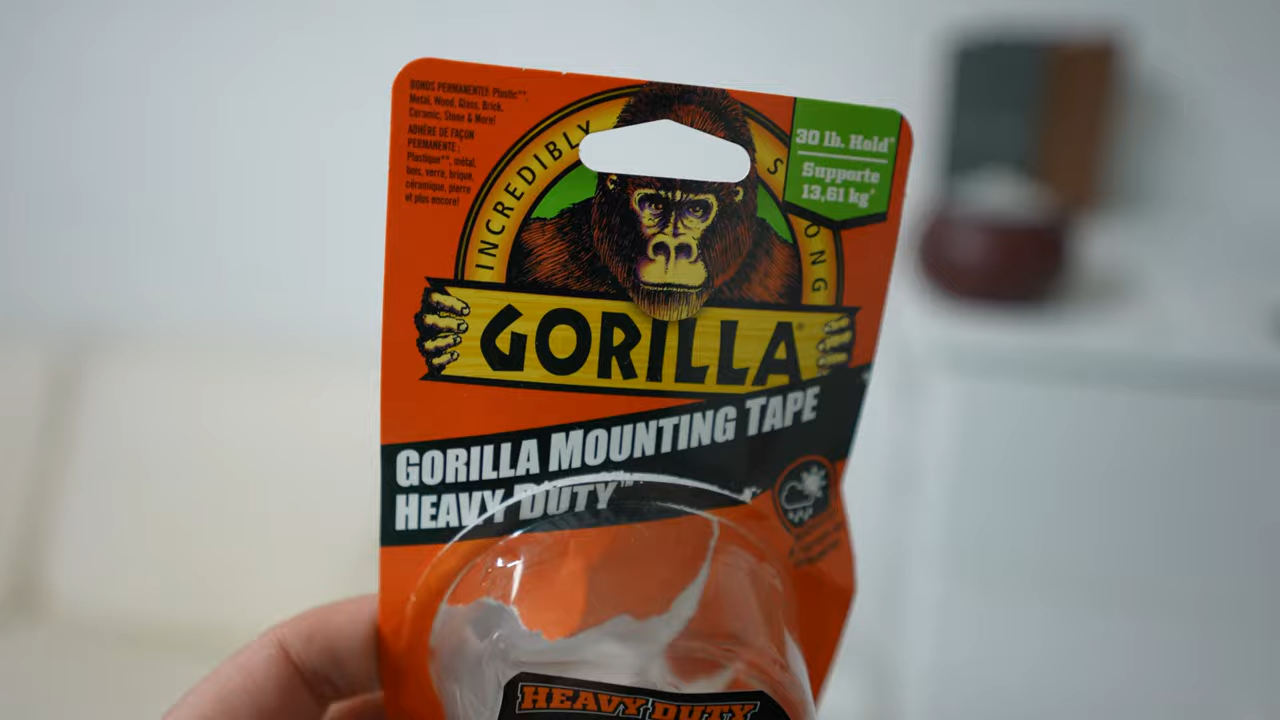 BONDS PERMANENTLY: Plastic**,
Metal, Wood, Glass, Brick,
Ceramic, Stone & More!
ADHÈRE DE FAÇON
PERMANENTE :
Plastique**, métal,
bois, verre, brique,
céramique, pierre
et plus encore!
INCREDIBLY S ONG
30 lb. Hold*
Supporte
13,61 kg*
GORILLA®
GORILLA MOUNTING TAPE
HEAVY DUTY™
HEAVY DUTY